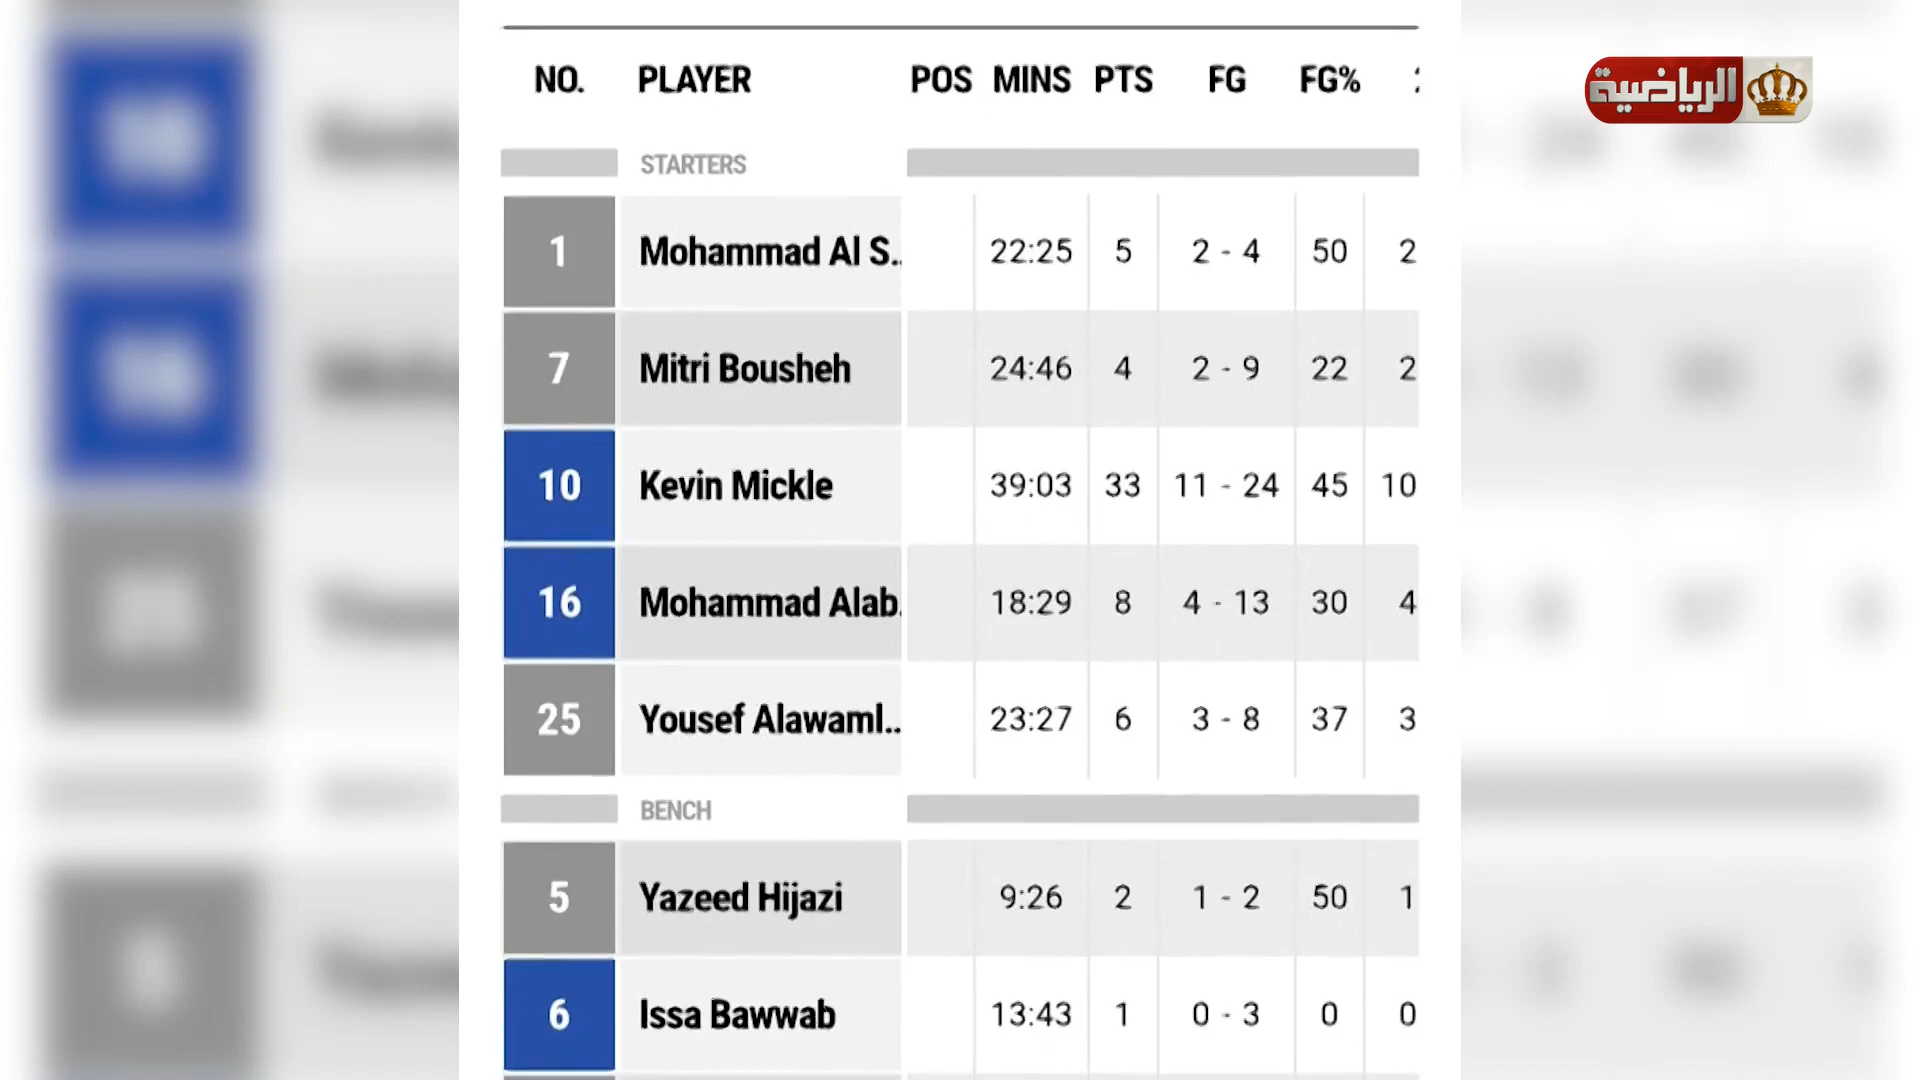 NO. PLAYER POS MINS PTS FG FG%
الرياضية
STARTERS
1 Mohammad Al S.. 22:25 5 2 - 4 50 2
7 Mitri Bousheh 24:46 4 2 - 9 22 2
10 Kevin Mickle 39:03 33 11 - 24 45 10
16 Mohammad Alab. 18:29 8 4 - 13 30 4
25 Yousef Alawaml.. 23:27 6 3 - 8 37 3
BENCH
5 Yazeed Hijazi 9:26 2 1 - 2 50 1
6 Issa Bawwab 13:43 1 0 - 3 0 0